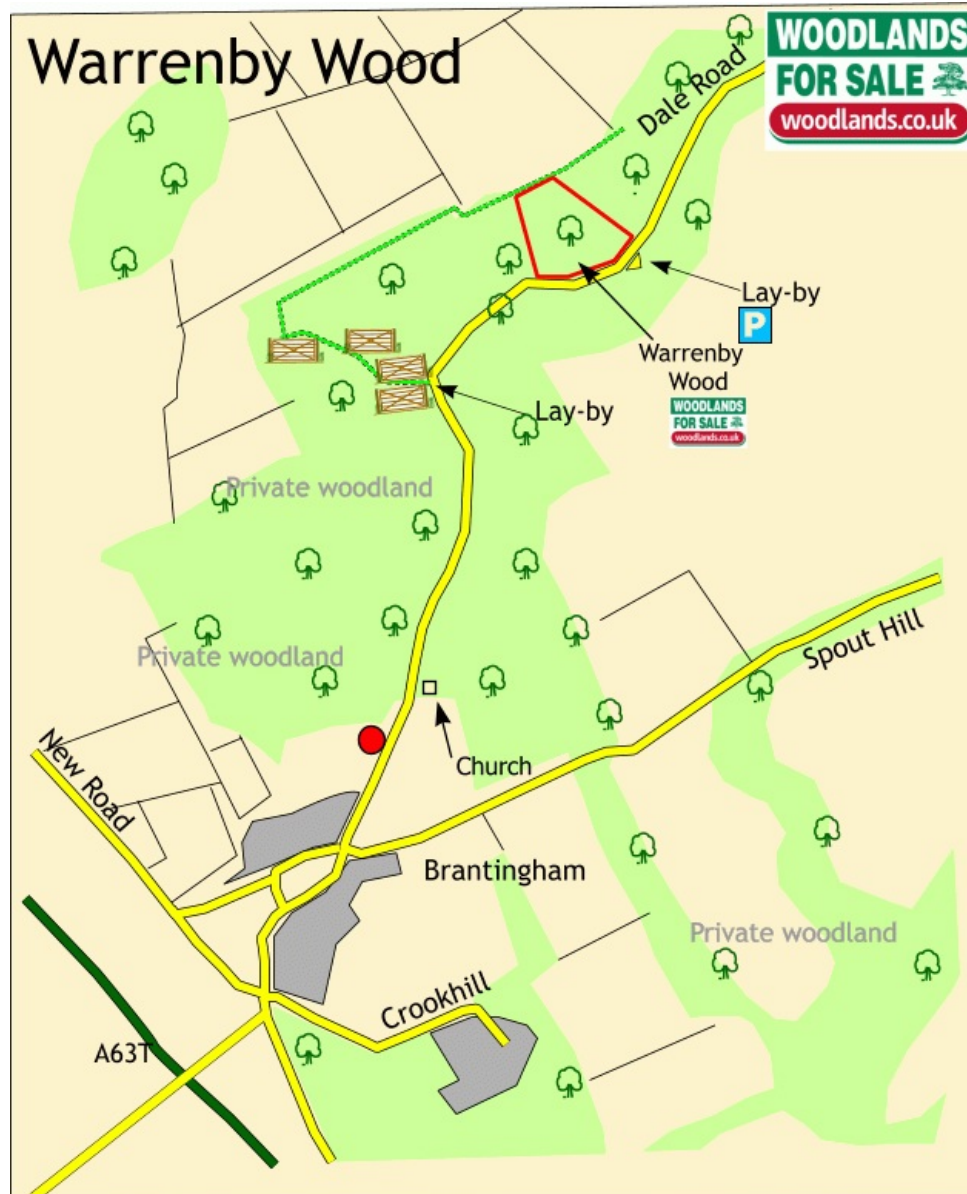 Warrenby Wood
WOODLANDS
FOR SALE
woodlands.co.uk
Dale Road
Lay-by
P
Warrenby
Wood
WOODLANDS
FOR SALE
woodlands.co.uk
Lay-by
Private woodland
Private woodland
Spout Hill
New Road
Church
Brantingham
Private woodland
Crookhill
A63T